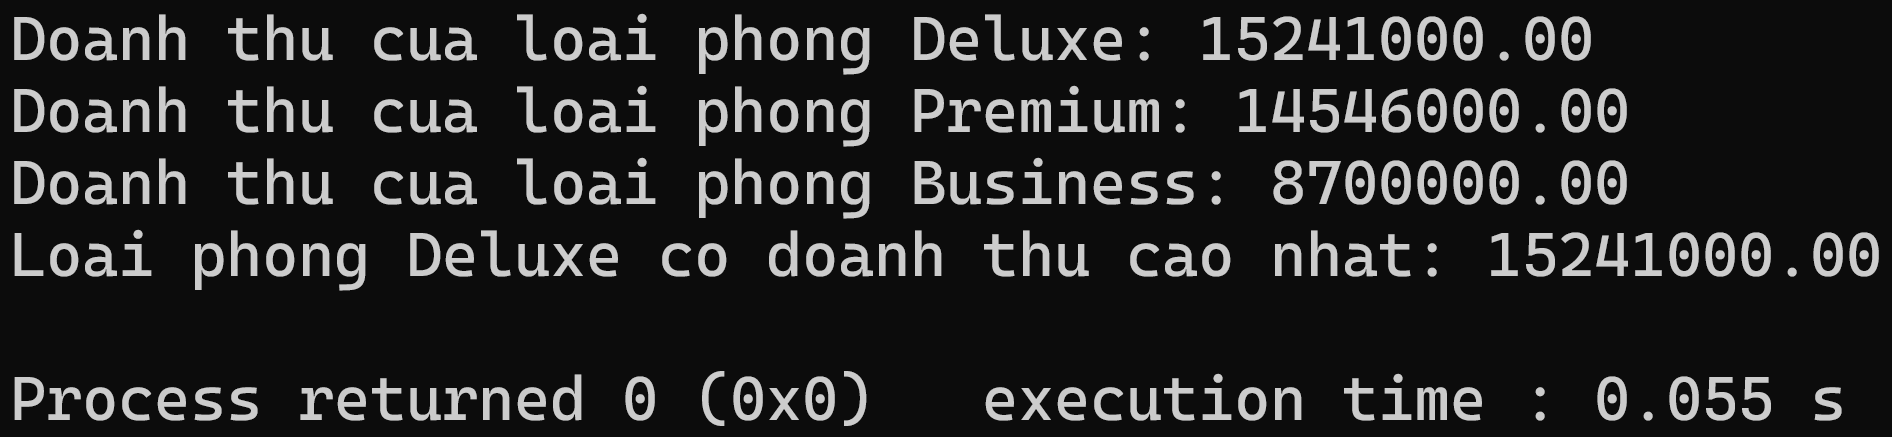 Doanh thu cua loai phong Deluxe: 15241000.00
Doanh thu cua loai phong Premium: 14546000.00
Doanh thu cua loai phong Business: 8700000.00
Loai phong Deluxe co doanh thu cao nhat: 15241000.00
Process returned 0 (0x0)   execution time : 0.055 s